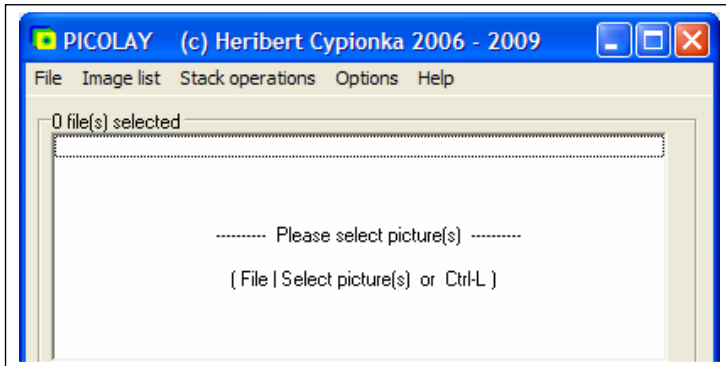 PICOLAY (c) Heribert Cypionka 2006 - 2009
File Image list Stack operations Options Help
0 file(s) selected
---------- Please select picture(s) ----------
( File | Select picture(s) or Ctrl-L )